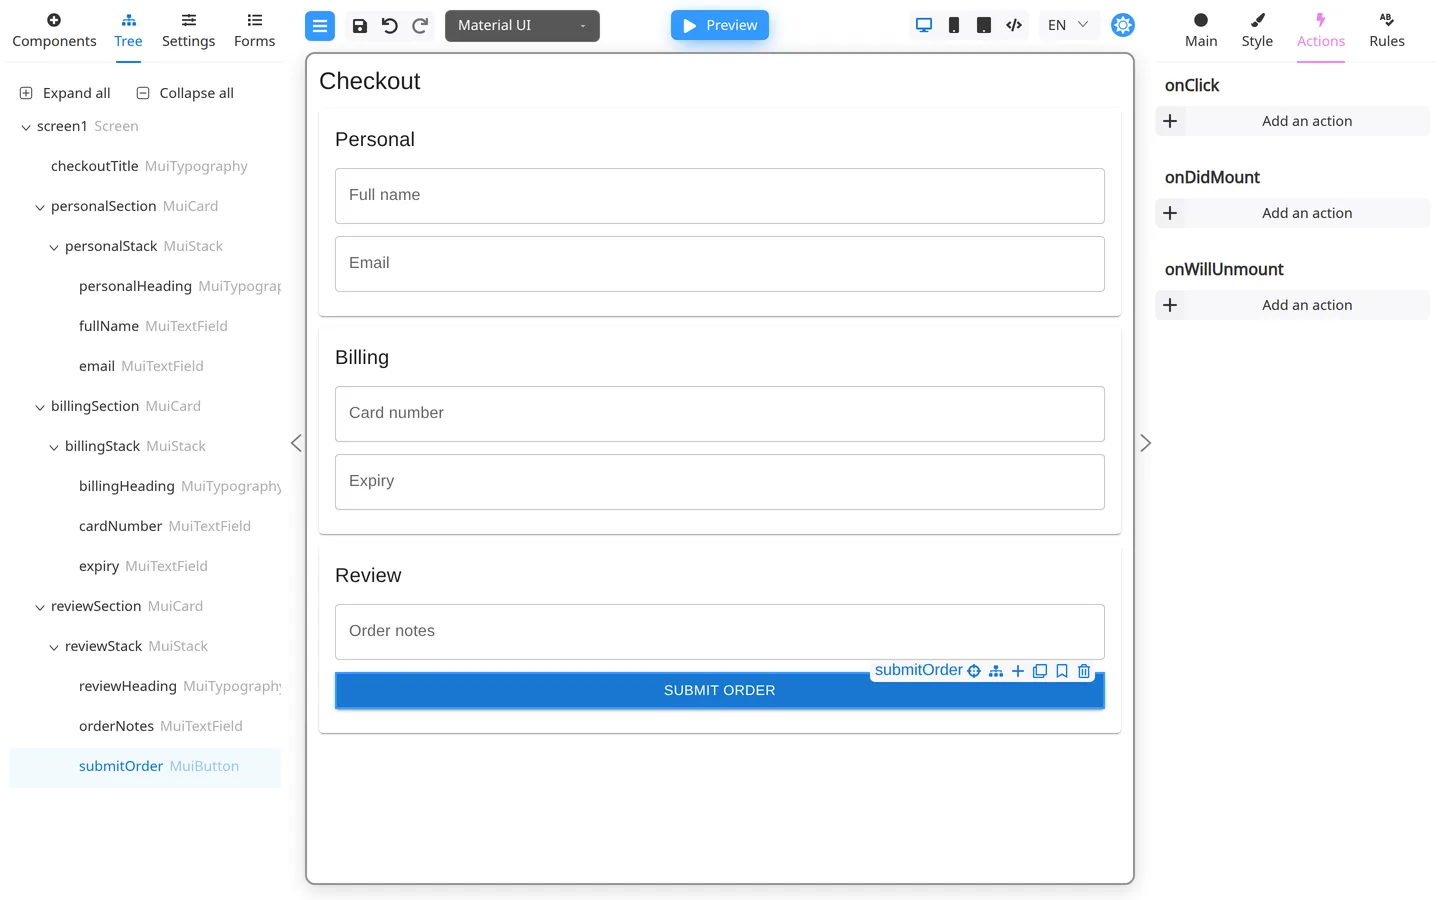 Components
Tree
Settings
Forms
Material UI
Preview
EN
Main
Style
Actions
AB
Rules
Expand all
Collapse all
screen1 Screen
checkoutTitle MuiTypography
personalSection MuiCard
personalStack MuiStack
personalHeading MuiTypograp
fullName MuiTextField
email MuiTextField
billingSection MuiCard
billingStack MuiStack
billingHeading MuiTypography
cardNumber MuiTextField
expiry MuiTextField
reviewSection MuiCard
reviewStack MuiStack
reviewHeading MuiTypography
orderNotes MuiTextField
submitOrder MuiButton
Checkout
Personal
Full name
Email
Billing
Card number
Expiry
Review
Order notes
submitOrder
SUBMIT ORDER
onClick
Add an action
onDidMount
Add an action
onWillUnmount
Add an action